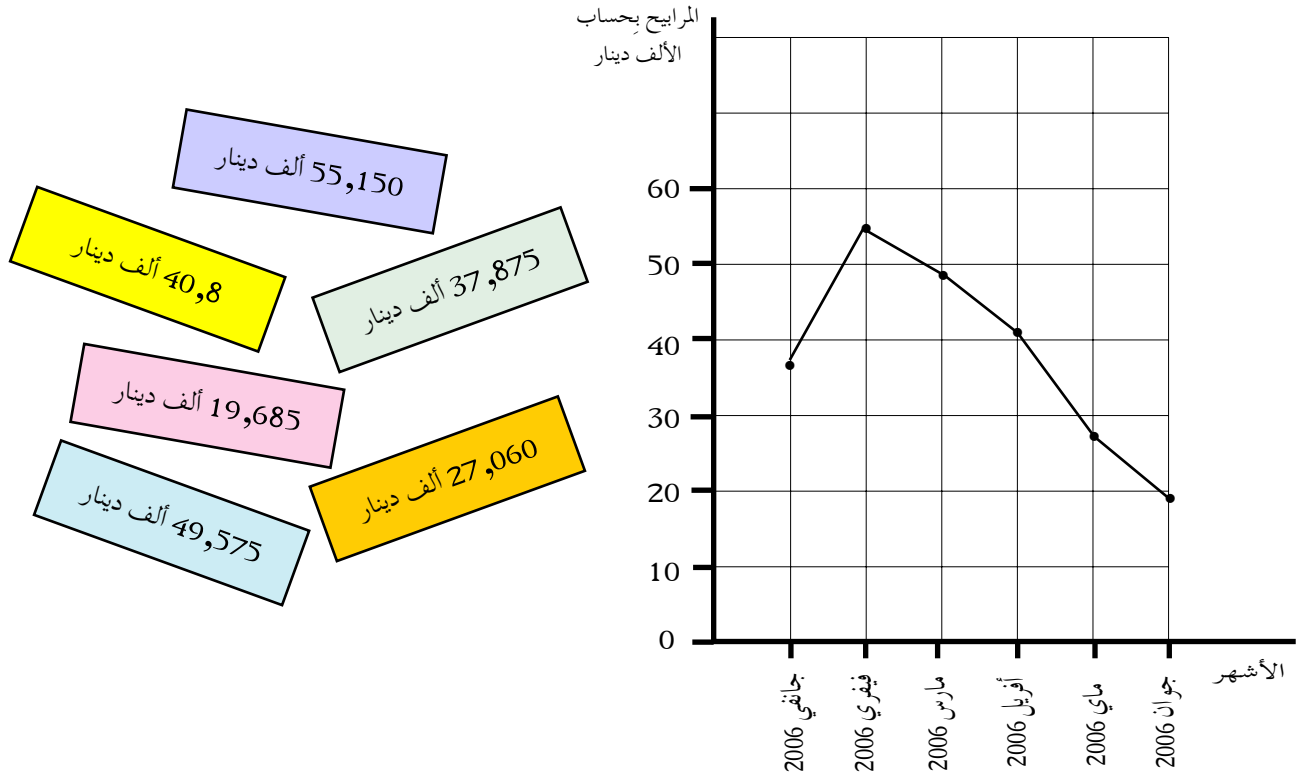 المرابيح بِحساب
الألف دينار
55,150 ألف دينار
40,8 ألف دينار
37,875 ألف دينار
19,685 ألف دينار
27,060 ألف دينار
49,575 ألف دينار
60
50
40
30
20
10
0
جانفي 2006
فيفري 2006
مارس 2006
أفريل 2006
ماي 2006
جوان 2006
الأشهر